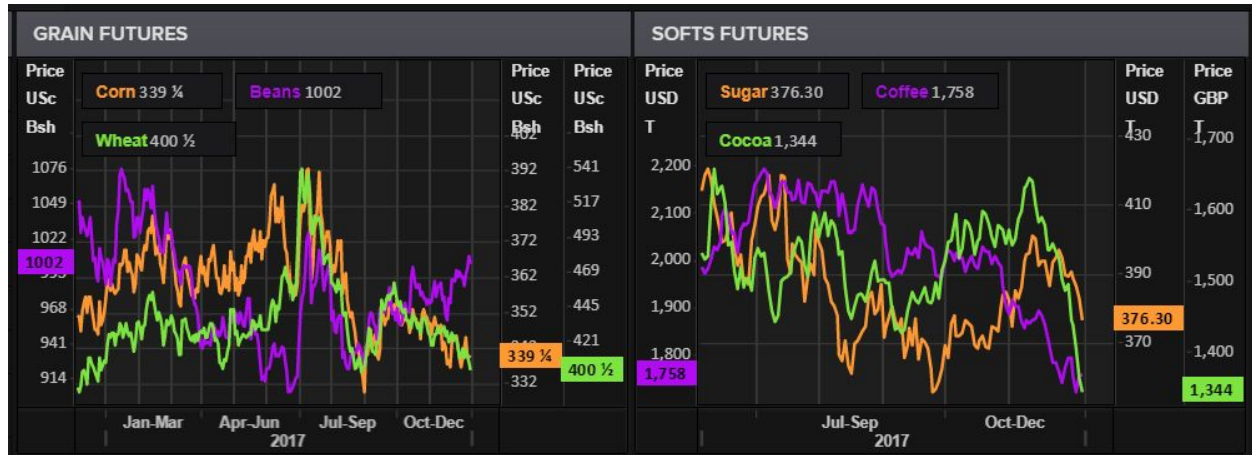 GRAIN FUTURES
Price
USc
Bsh
Corn 339 ¾
Beans 1002
Wheat 400 ½
1076
1049
1022
1002
995
968
941
914
Price
USc
Bsh
402
392
382
372
362
352
339 ¼
332
Price
USc
Bsh
541
517
493
469
445
421
400 ½
Jan-Mar
Apr-Jun
Jul-Sep
Oct-Dec
2017
SOFTS FUTURES
Price
USD
T
Sugar 376.30
Coffee 1,758
Cocoa 1,344
2,200
2,100
2,000
1,900
1,800
1,758
Price
USD
T
430
410
390
376.30
370
Price
GBP
T
1,700
1,600
1,500
1,400
1,344
Jul-Sep
Oct-Dec
2017